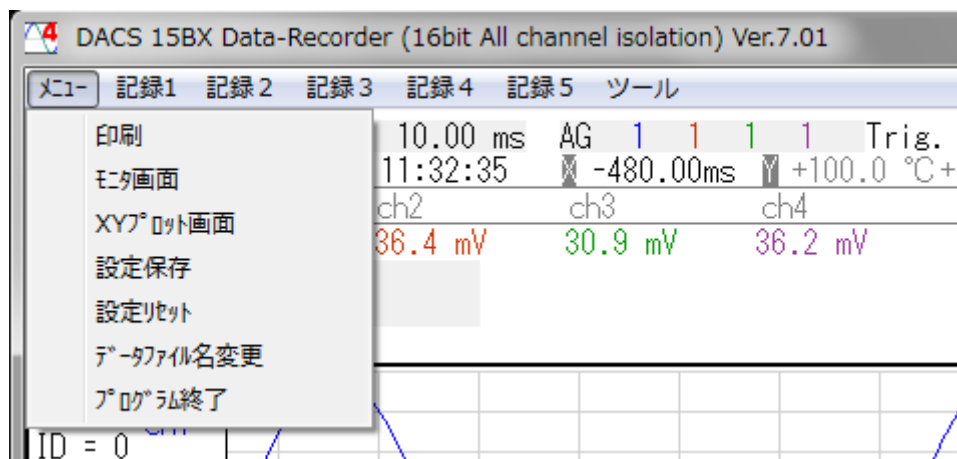 DACS 15BX Data-Recorder (16bit All channel isolation) Ver.7.01
ﾒﾆｭｰ 記録1 記録2 記録3 記録4 記録5 ツール
印刷
ﾓﾆﾀ画面
XYﾌﾟﾛｯﾄ画面
設定保存
設定ﾘｾｯﾄ
ﾃﾞｰﾀﾌｧｲﾙ名変更
ﾌﾟﾛｸﾞﾗﾑ終了
10.00 ms AG 1 1 1 1 Trig.
11:32:35 X -480.00ms Y +100.0 ℃+
ch2 ch3 ch4
36.4 mV 30.9 mV 36.2 mV
ID = 0